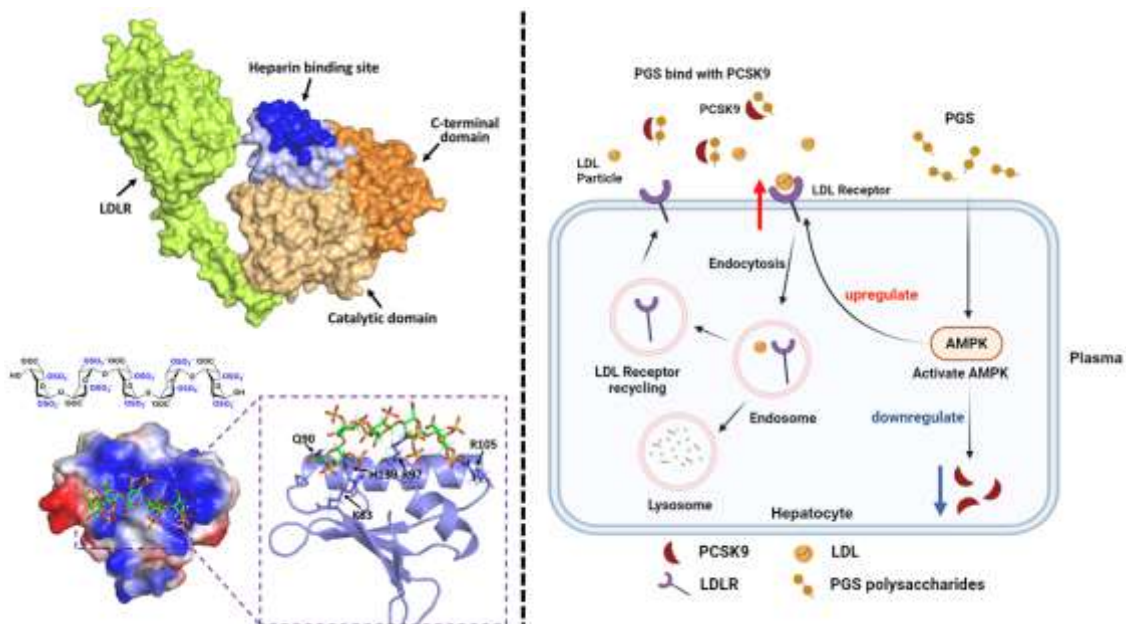 Heparin binding site
C-terminal
domain
LDLR
Catalytic domain
Q90
R105
H139
R97
K83
PGS bind with PCSK9
PCSK9
PGS
LDL
Particle
LDL Receptor
Endocytosis
upregulate
AMPK
Activate AMPK
Plasma
LDL Receptor
recycling
Endosome
downregulate
Lysosome
Hepatocyte
PCSK9
LDL
LDLR
PGS polysaccharides